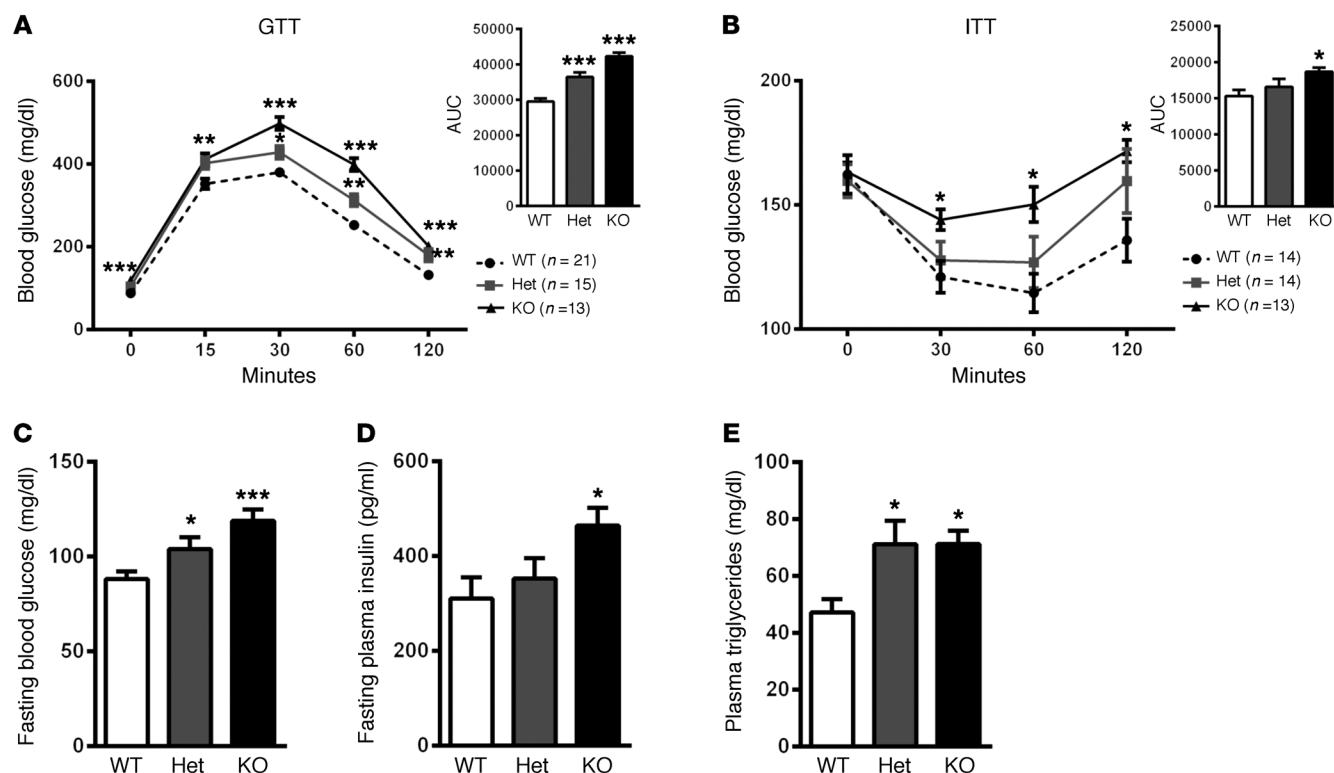 A
GTT
Blood glucose (mg/dl)
600
400
200
0
***
**
***
*
***
**
***
**
0
15
30
60
120
Minutes
AUC
50000
40000
30000
20000
10000
0
***
***
WT
Het
KO
WT (n = 21)
Het (n = 15)
KO (n =13)
B
ITT
Blood glucose (mg/dl)
200
150
100
*
*
*
0
30
60
120
Minutes
AUC
25000
20000
15000
10000
5000
0
*
WT
Het
KO
WT (n = 14)
Het (n = 14)
KO (n =13)
C
Fasting blood glucose (mg/dl)
150
100
50
0
*
***
WT
Het
KO
D
Fasting plasma insulin (pg/ml)
600
400
200
0
*
WT
Het
KO
E
Plasma triglycerides (mg/dl)
100
80
60
40
20
0
*
*
WT
Het
KO